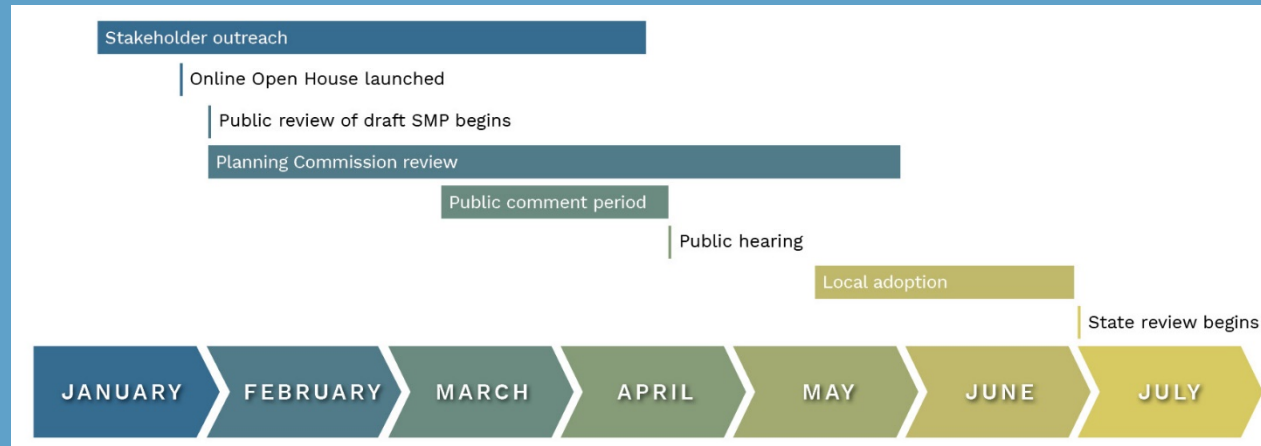 Stakeholder outreach
Online Open House launched
Public review of draft SMP begins
Planning Commission review
Public comment period
Public hearing
Local adoption
State review begins
JANUARY
FEBRUARY
MARCH
APRIL
MAY
JUNE
JULY